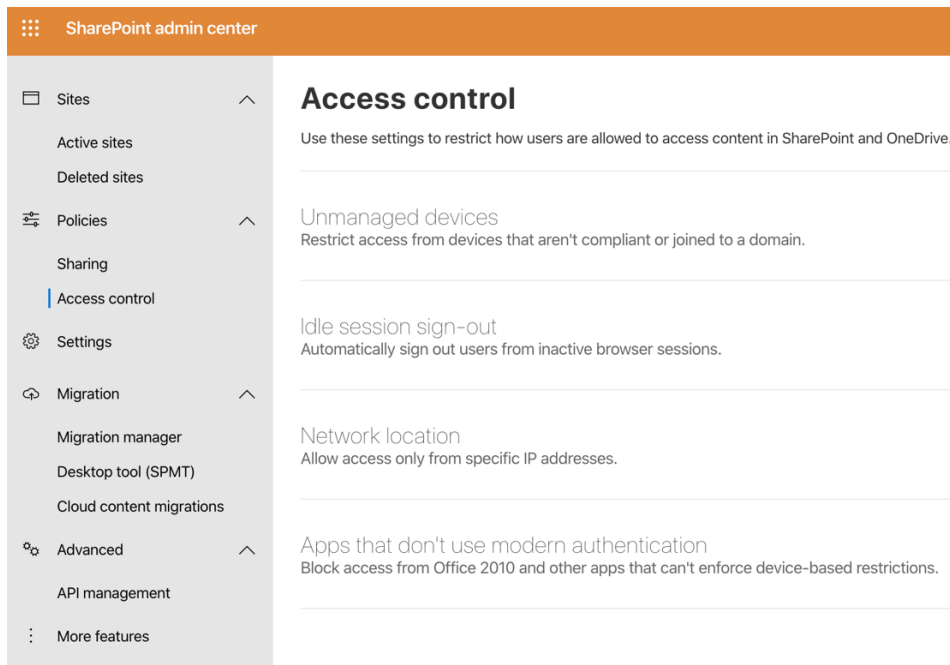 SharePoint admin center
Sites
Active sites
Deleted sites
Policies
Sharing
Access control
Settings
Migration
Migration manager
Desktop tool (SPMT)
Cloud content migrations
Advanced
API management
More features
Access control
Use these settings to restrict how users are allowed to access content in SharePoint and OneDrive.
Unmanaged devices
Restrict access from devices that aren't compliant or joined to a domain.
Idle session sign-out
Automatically sign out users from inactive browser sessions.
Network location
Allow access only from specific IP addresses.
Apps that don't use modern authentication
Block access from Office 2010 and other apps that can't enforce device-based restrictions.